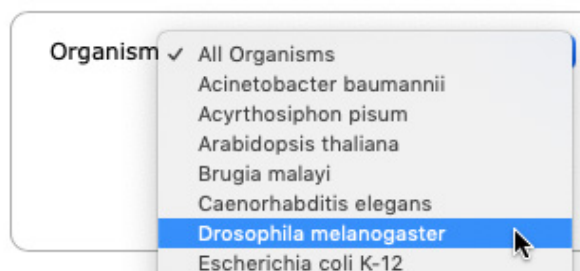 Organism ✓ All Organisms
Acinetobacter baumannii
Acyrthosiphon pisum
Arabidopsis thaliana
Brugia malayi
Caenorhabditis elegans
Drosophila melanogaster
Escherichia coli K-12